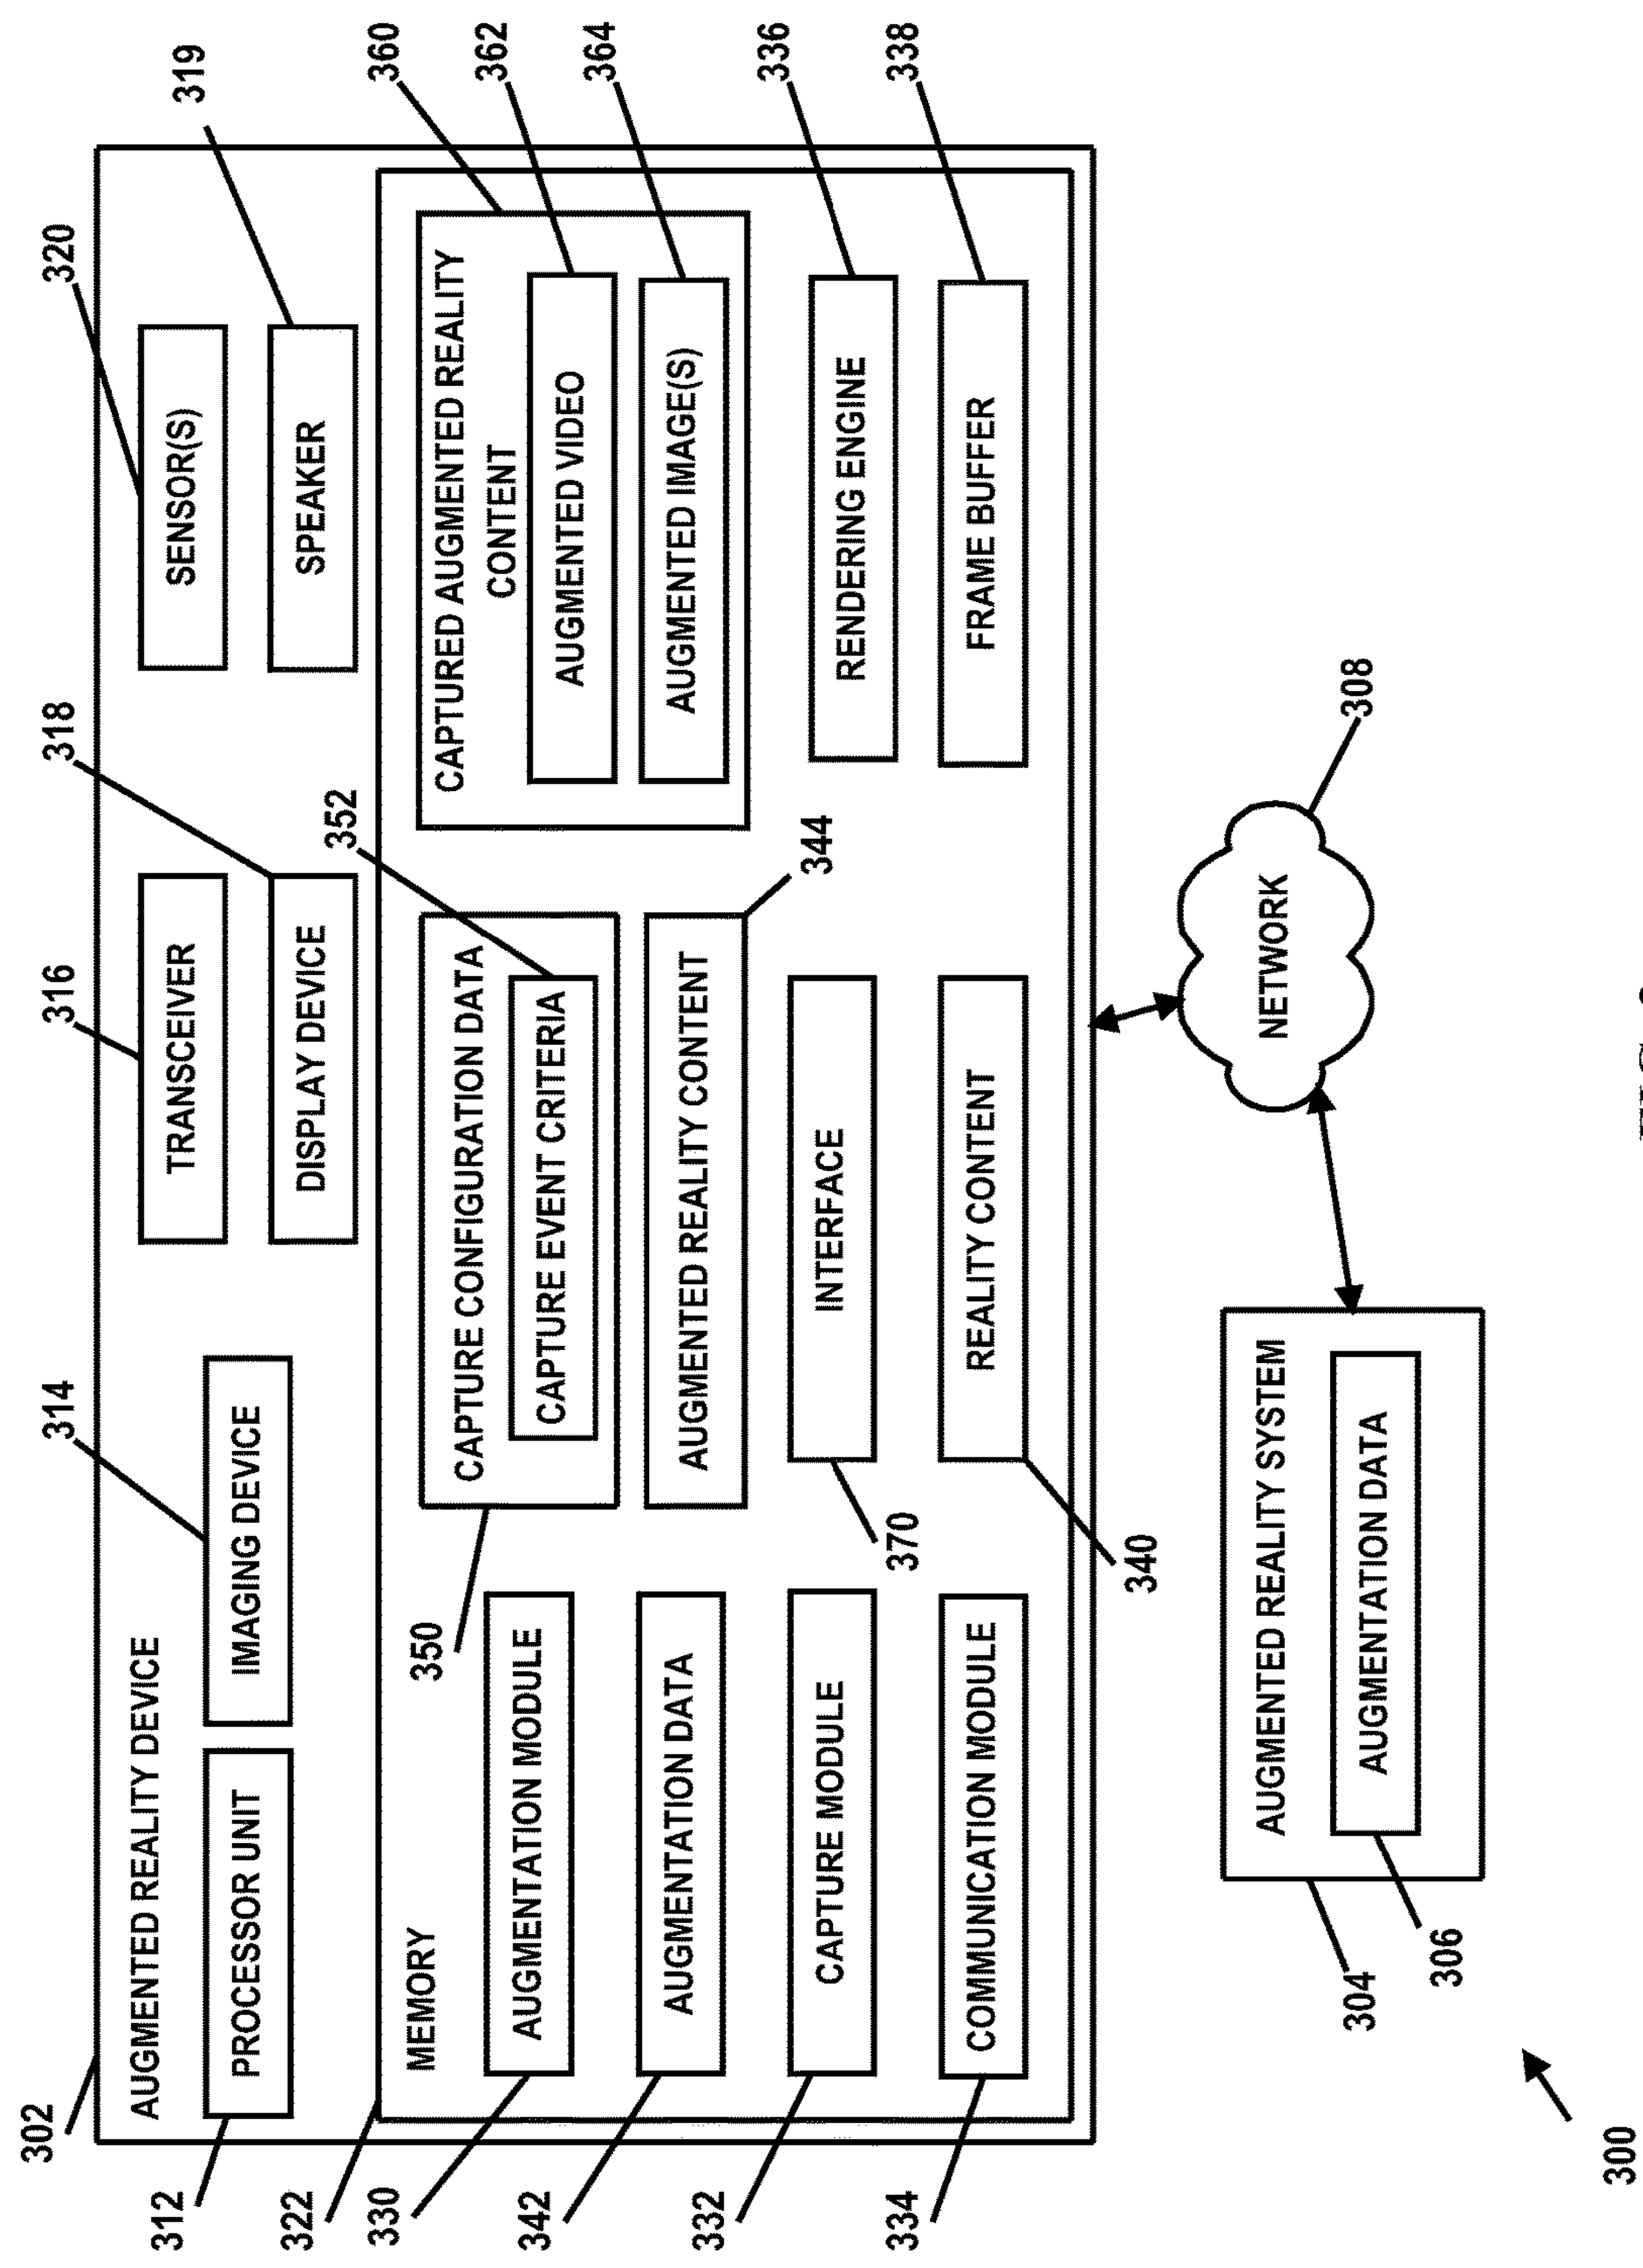 302
AUGMENTED REALITY DEVICE
312
PROCESSOR UNIT
314
IMAGING DEVICE
316
TRANSCEIVER
318
DISPLAY DEVICE
320
SENSOR(S)
319
SPEAKER
322
MEMORY
330
AUGMENTATION MODULE
342
AUGMENTATION DATA
332
CAPTURE MODULE
334
COMMUNICATION MODULE
350
CAPTURE CONFIGURATION DATA
352
CAPTURE EVENT CRITERIA
344
AUGMENTED REALITY CONTENT
370
INTERFACE
340
REALITY CONTENT
360
CAPTURED AUGMENTED REALITY
CONTENT
362
AUGMENTED VIDEO
364
AUGMENTED IMAGE(S)
336
RENDERING ENGINE
338
FRAME BUFFER
308
NETWORK
304
AUGMENTED REALITY SYSTEM
306
AUGMENTATION DATA
300